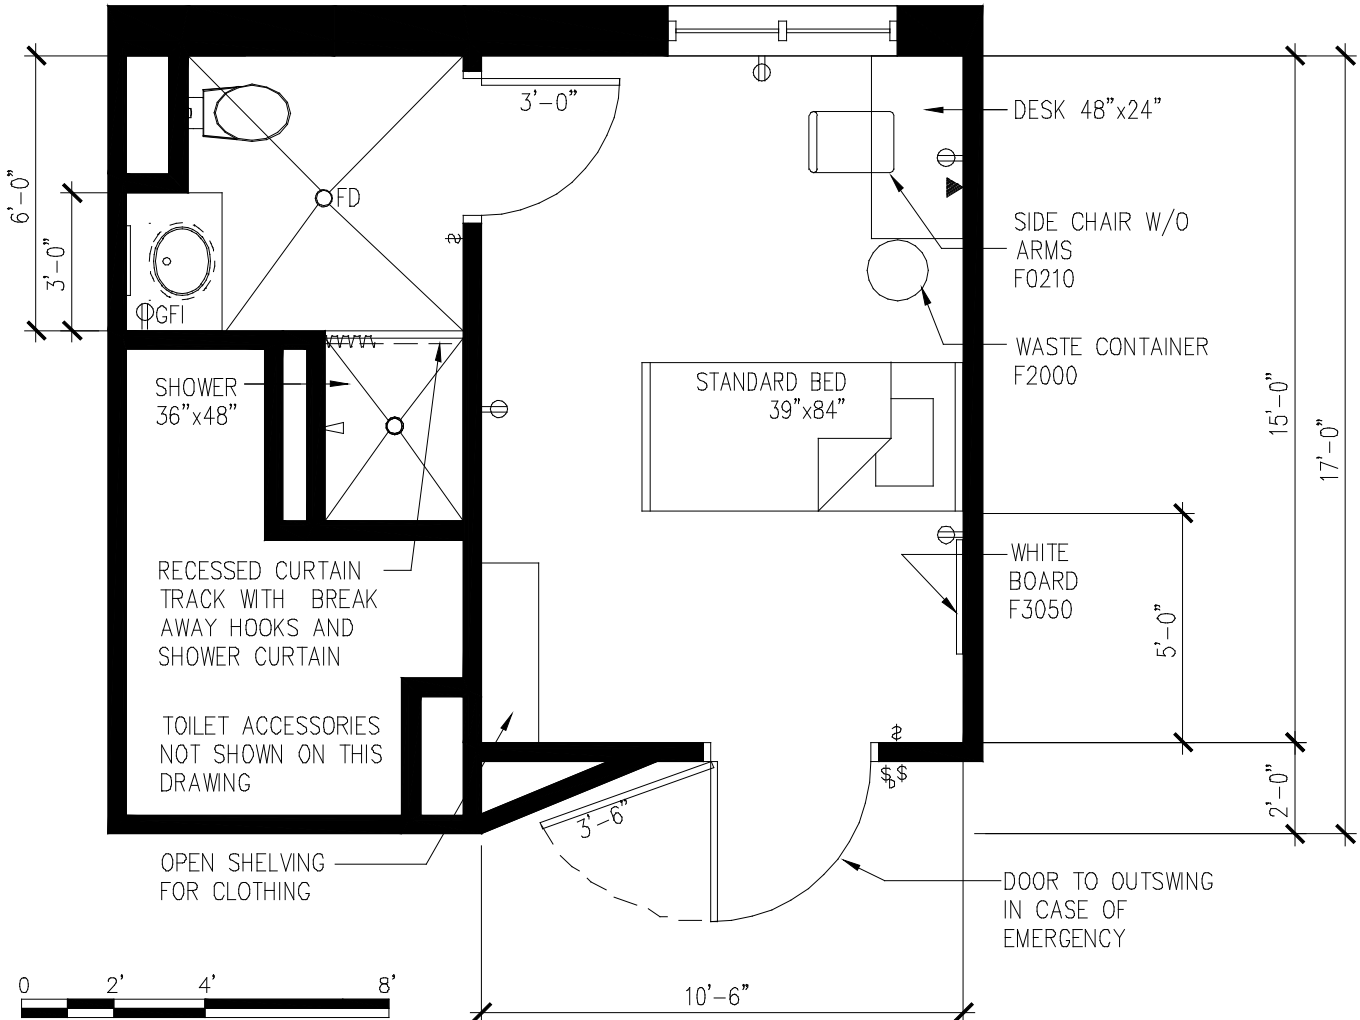 3'-0"
DESK 48"x24"
6'-0"
FD
3'-0"
GFI
SIDE CHAIR W/O
ARMS
F0210
WASTE CONTAINER
F2000
SHOWER
36"x48"
STANDARD BED
39"x84"
15'-0"
17'-0"
RECESSED CURTAIN
TRACK WITH BREAK
AWAY HOOKS AND
SHOWER CURTAIN
WHITE
BOARD
F3050
5'-0"
TOILET ACCESSORIES
NOT SHOWN ON THIS
DRAWING
$
$ $
D
2'-0"
3'-6"
OPEN SHELVING
FOR CLOTHING
DOOR TO OUTSWING
IN CASE OF
EMERGENCY
0 2' 4' 8'
10'-6"